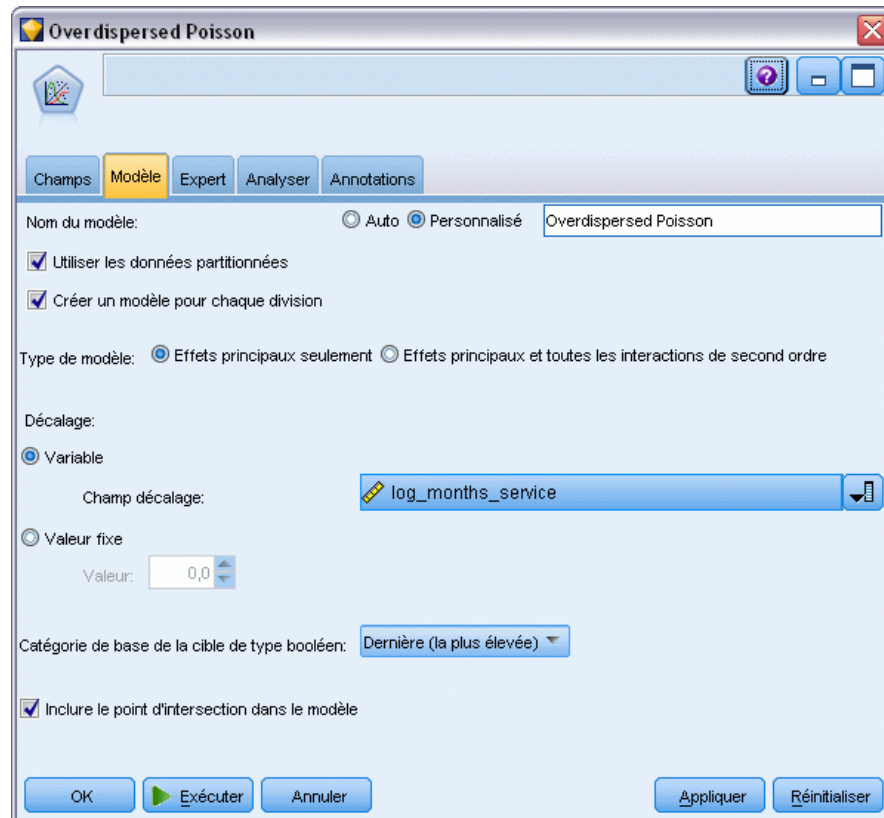 Overdispersed Poisson
?
Champs Modèle Expert Analyser Annotations
Nom du modèle: Auto Personnalisé Overdispersed Poisson
Utiliser les données partitionnées
Créer un modèle pour chaque division
Type de modèle: Effets principaux seulement Effets principaux et toutes les interactions de second ordre
Décalage:
Variable
Champ décalage: log_months_service
Valeur fixe
Valeur: 0,0
Catégorie de base de la cible de type booléen: Dernière (la plus élevée)
Inclure le point d'intersection dans le modèle
OK Exécuter Annuler Appliquer Réinitialiser